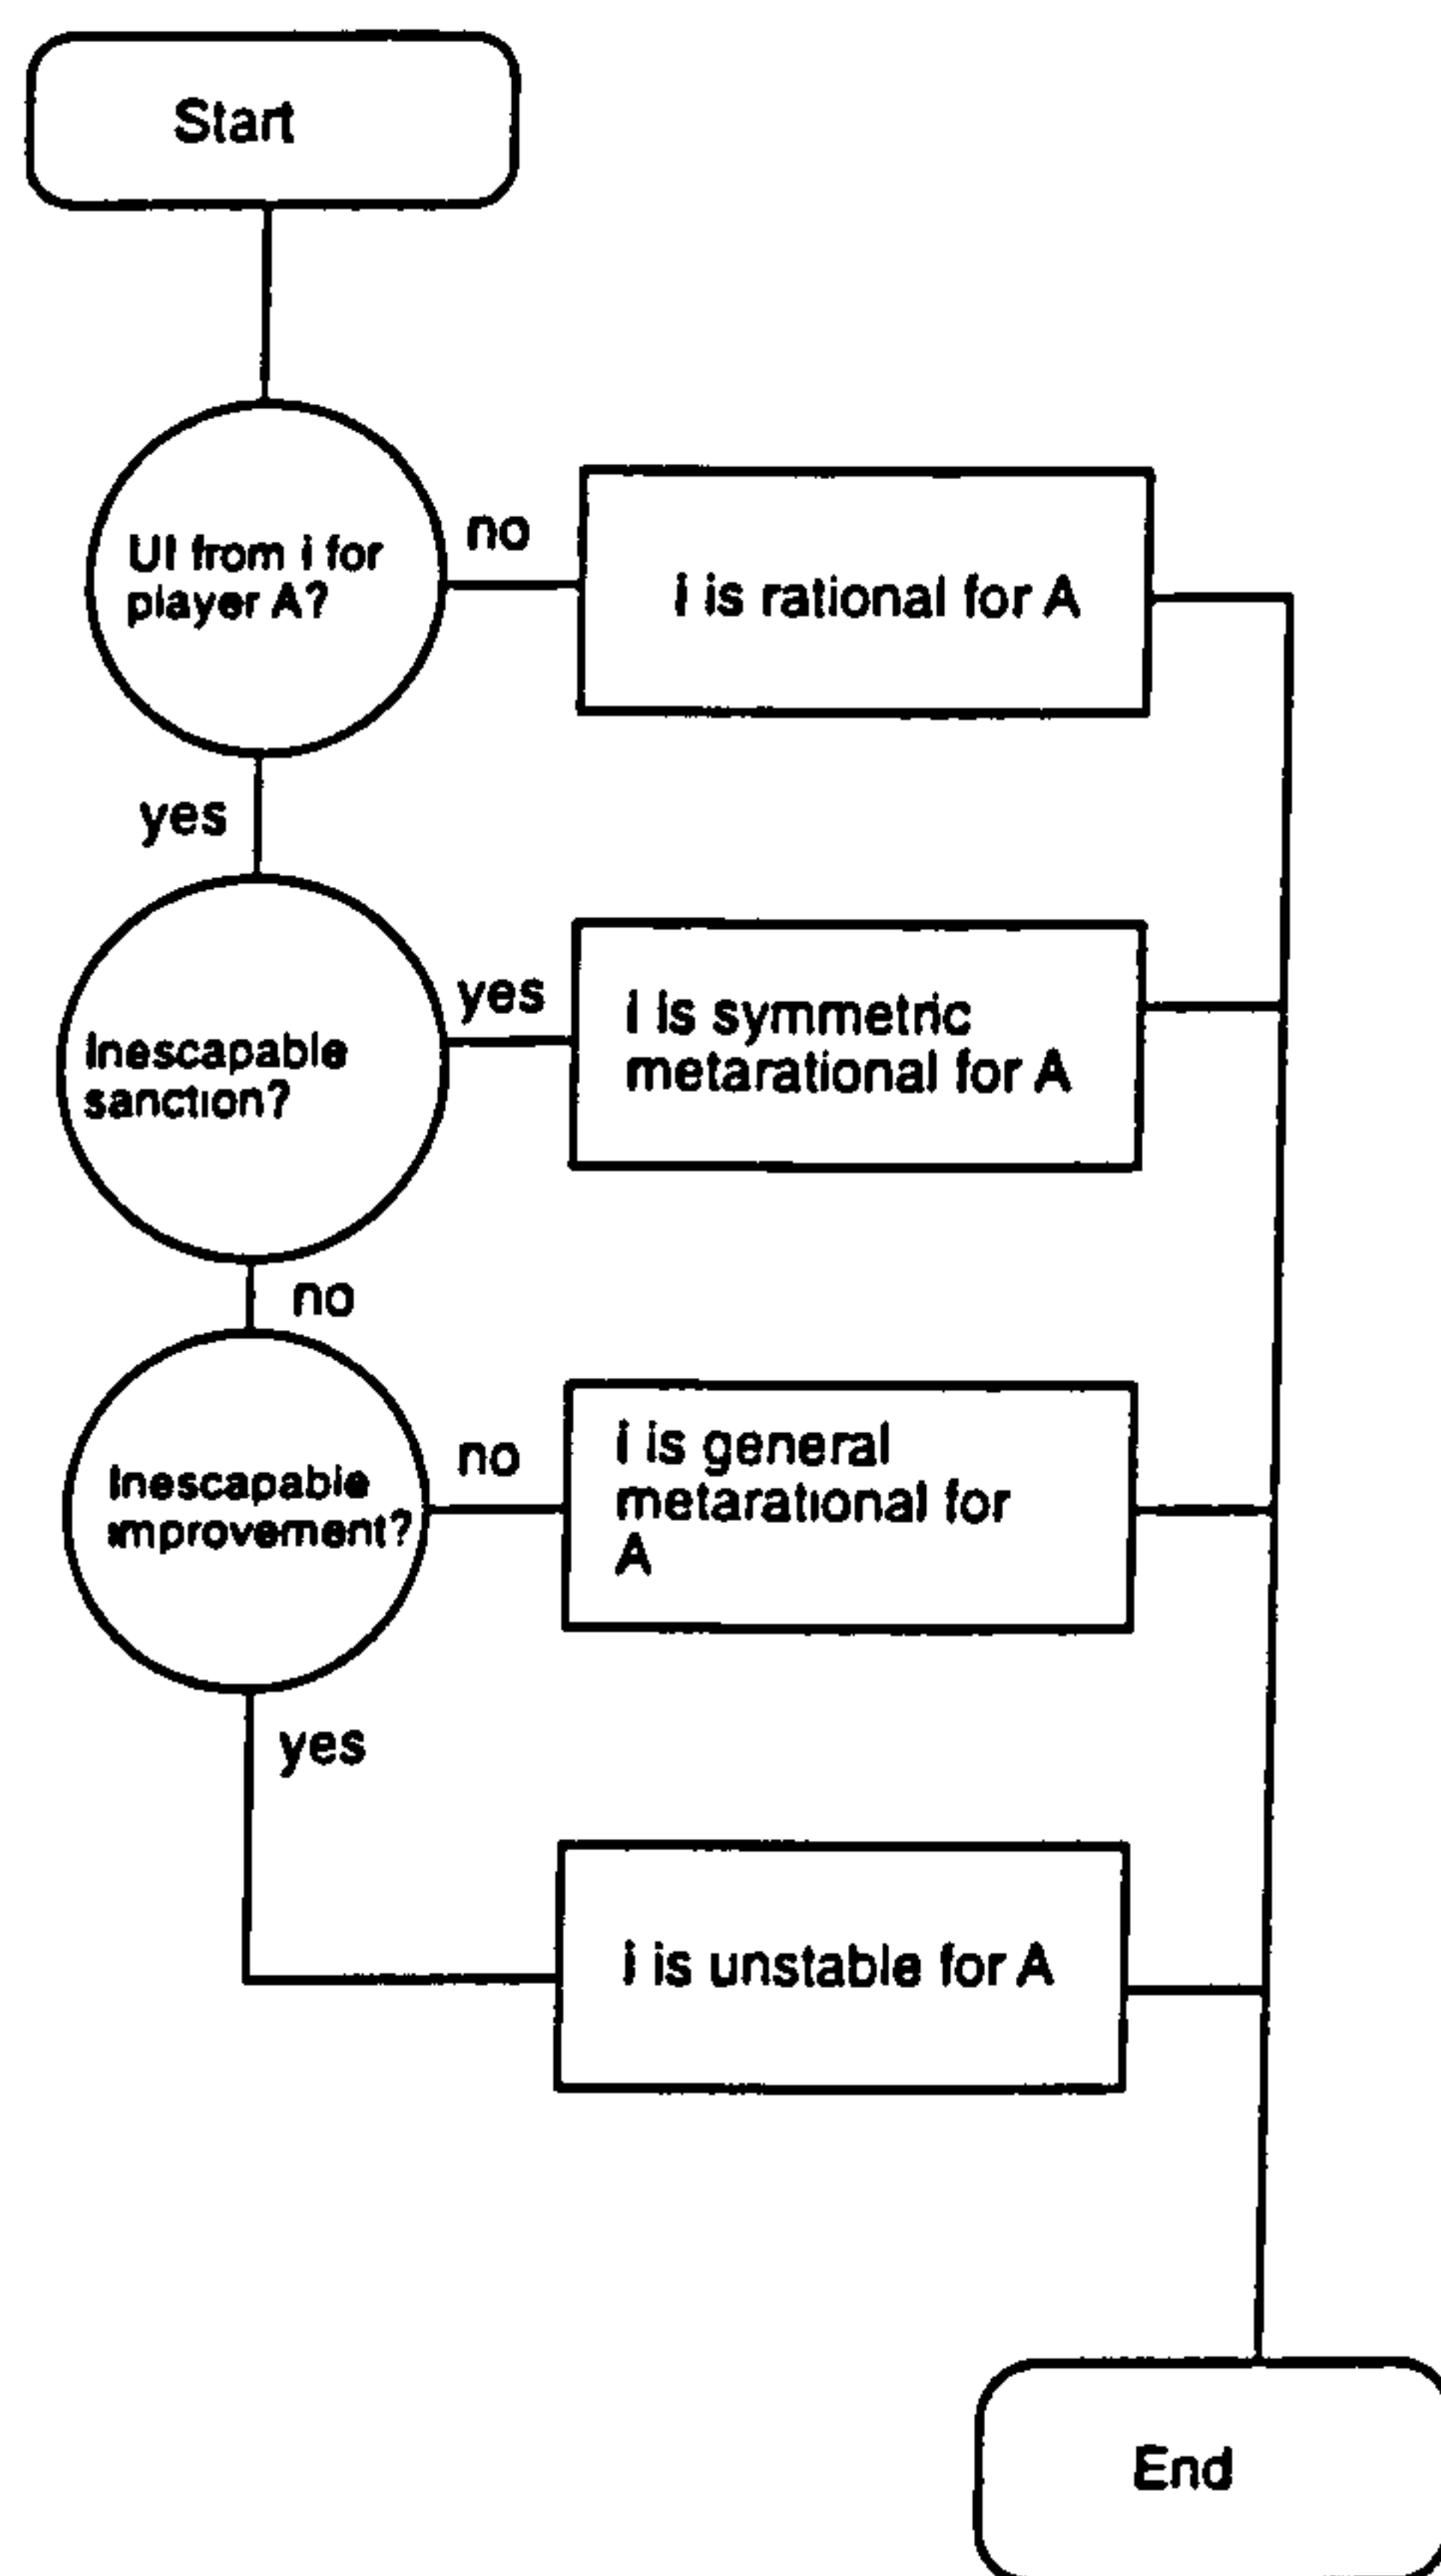 Start
UI from i for
player A?
no
i is rational for A
yes
Inescapable
sanction?
yes
i is symmetric
metarational for A
no
Inescapable
improvement?
no
i is general
metarational for
A
yes
i is unstable for A
End